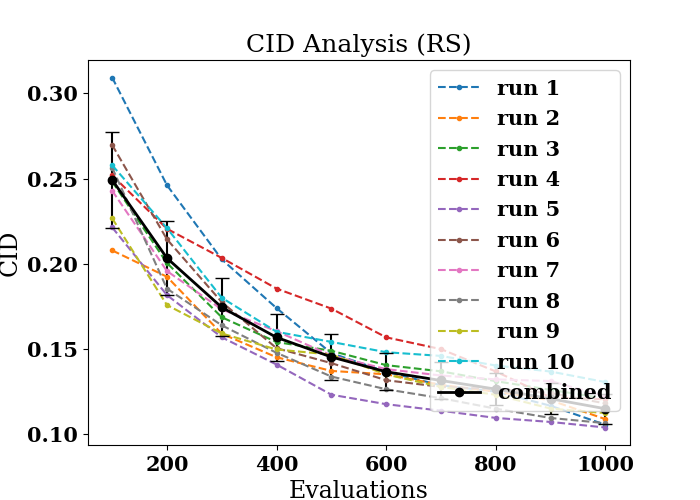 CID Analysis (RS)
0.30
0.25
0.20
0.15
0.10
CID
run 1
run 2
run 3
run 4
run 5
run 6
run 7
run 8
run 9
run 10
combined
200
400
600
800
1000
Evaluations